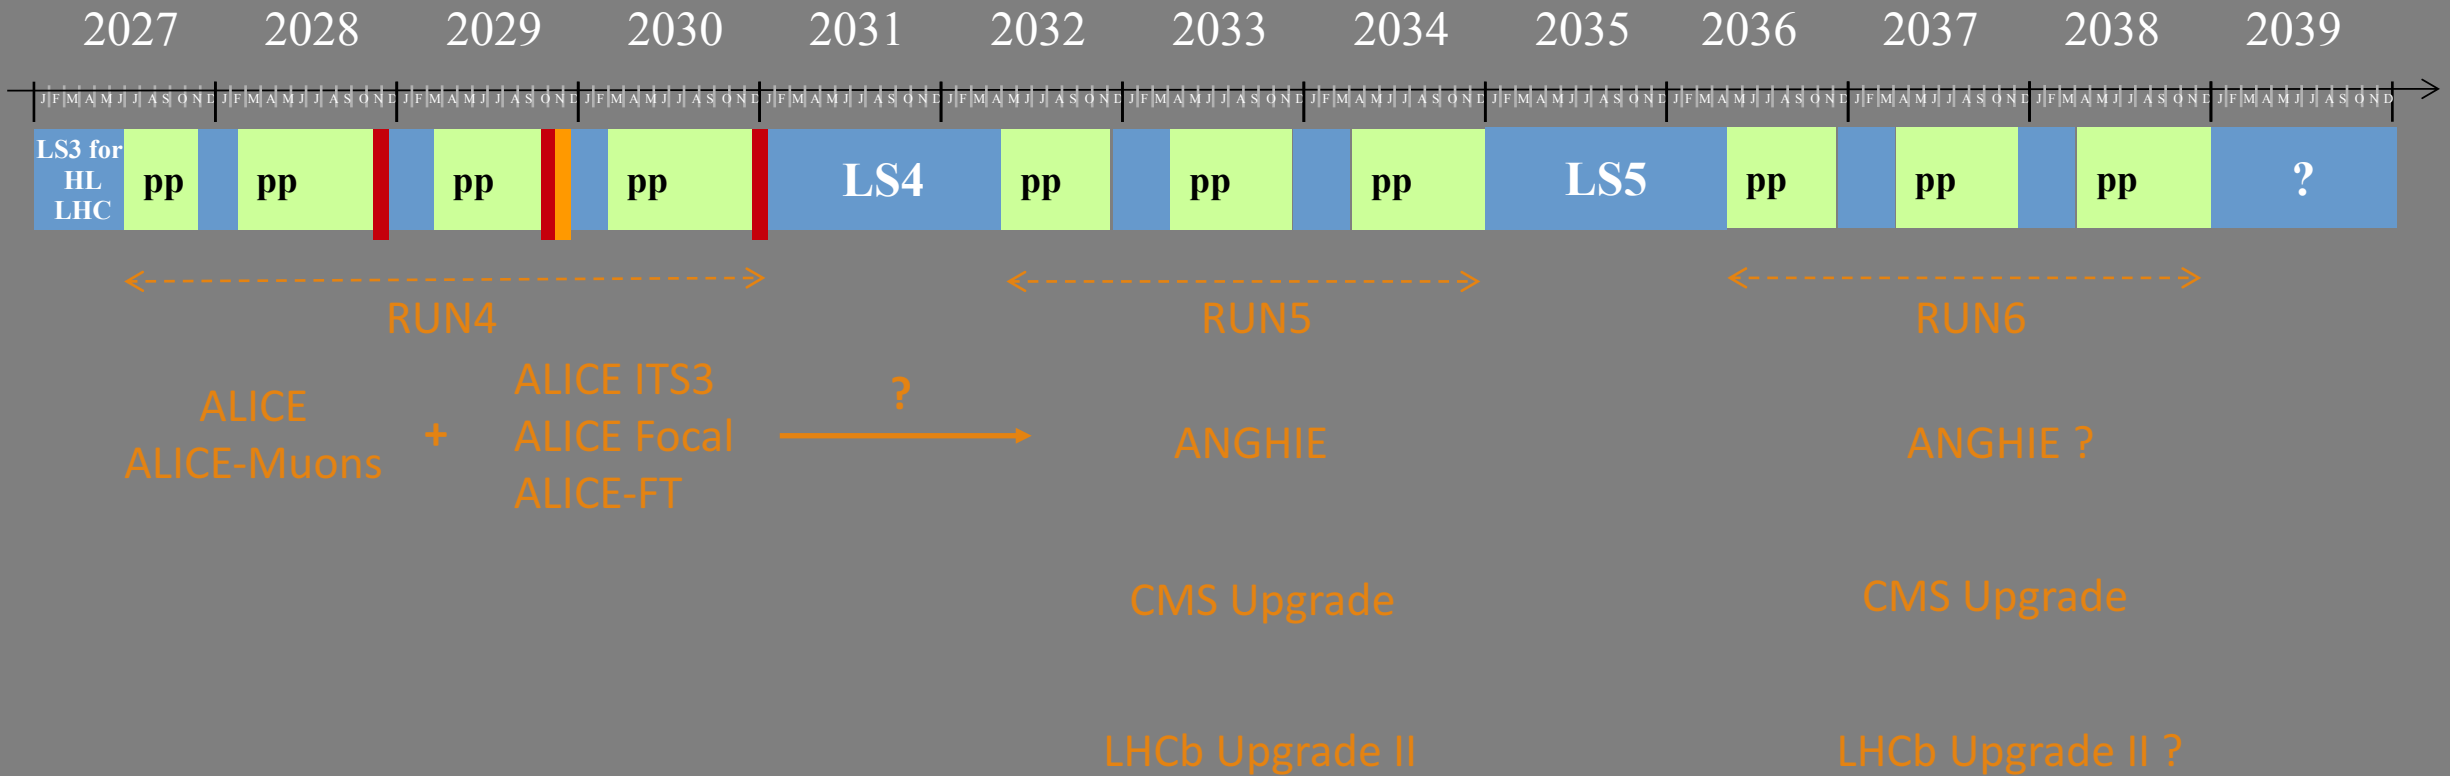 2027 2028 2029 2030 2031 2032 2033 2034 2035 2036 2037 2038 2039
J F M A M J J A S O N D J F M A M J J A S O N D J F M A M J J A S O N D J F M A M J J A S O N D J F M A M J J A S O N D J F M A M J J A S O N D J F M A M J J A S O N D J F M A M J J A S O N D J F M A M J J A S O N D J F M A M J J A S O N D J F M A M J J A S O N D J F M A M J J A S O N D J F M A M J J A S O N D
LS3 for
HL
LHC
pp pp pp pp LS4 pp pp pp LS5 pp pp pp ?
RUN4 RUN5 RUN6
ALICE
ALICE-Muons
+
ALICE ITS3
ALICE Focal
ALICE-FT
?
ANGHIE ANGHIE ?
CMS Upgrade CMS Upgrade
LHCb Upgrade II LHCb Upgrade II ?